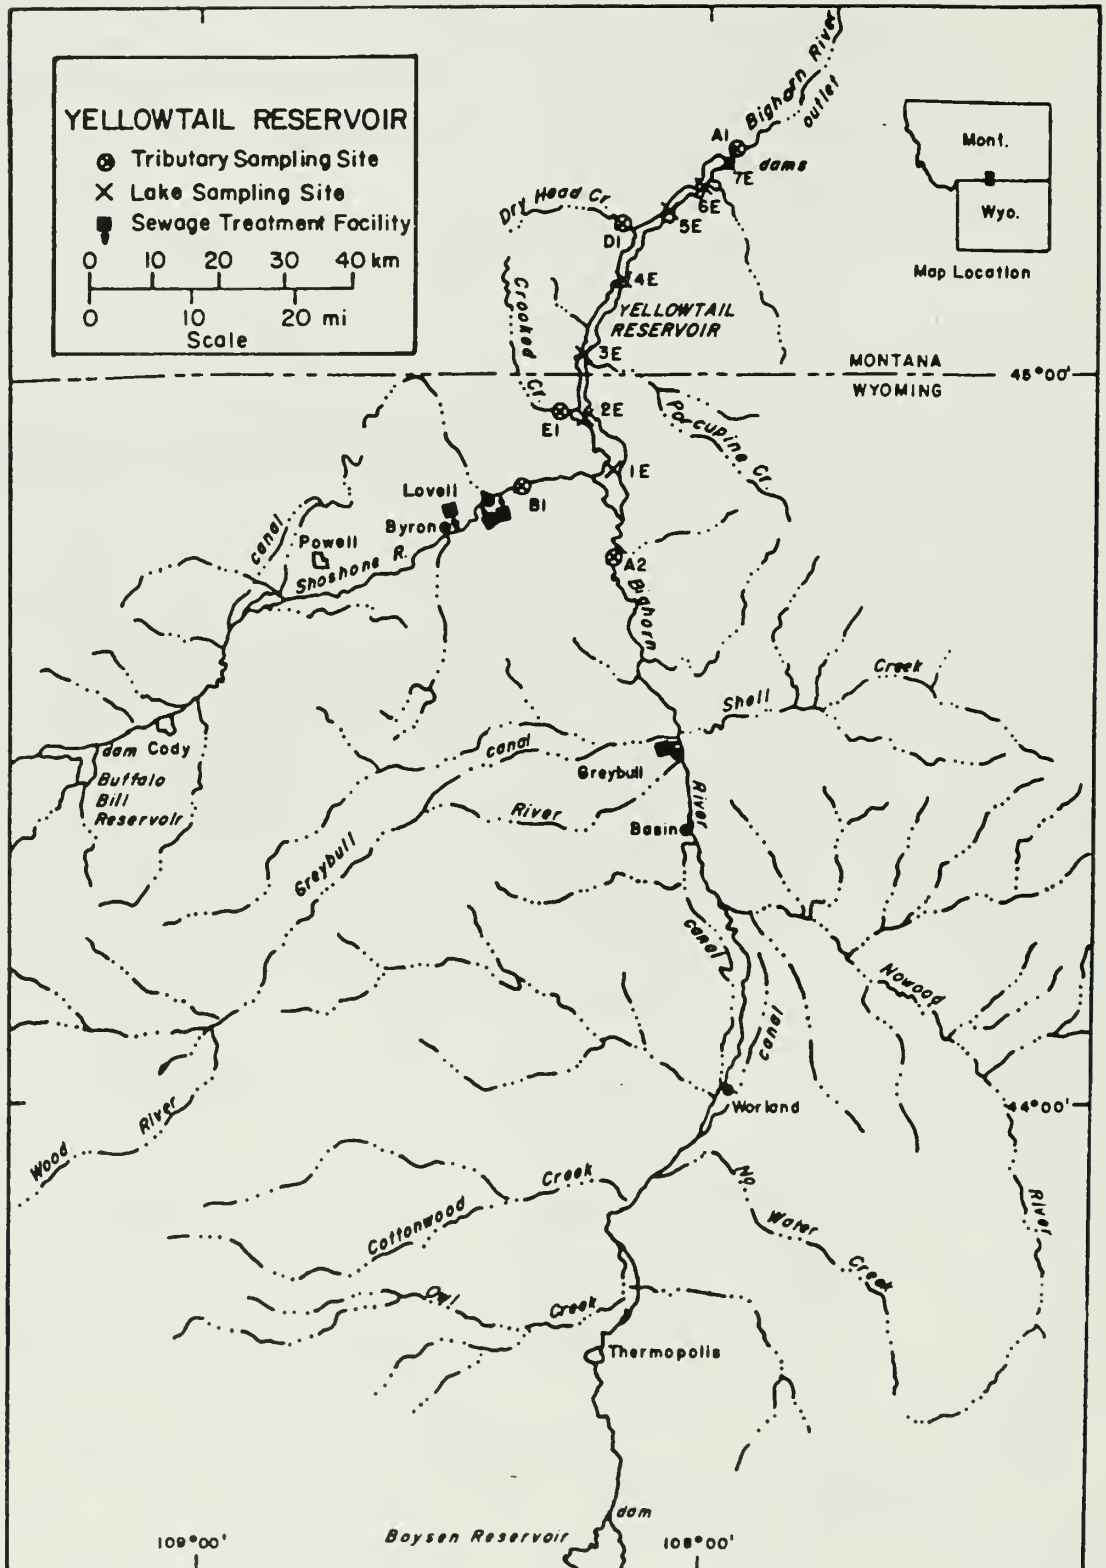 YELLOWTAIL RESERVOIR
Tributary Sampling Site
Lake Sampling Site
Sewage Treatment Facility
0 10 20 30 40 km
0 10 20 mi
Scale
Bighorn River
outlet
A1
dams
7E
6E
5E
Dry Head Cr.
D1
4E
Mont.
Wyo.
Map Location
Crooked Cr.
YELLOWTAIL
RESERVOIR
3E
MONTANA
45°00'
WYOMING
2E
E1
Porcupine Cr.
1E
Lovell
B1
Byron
canal
Powell
Shoshone R.
A2
Bighorn
Creek
Shell
dam
Cody
canal
Buffalo
Bill
Reservoir
Greybull
River
River
Basin
Greybull
canal
Nowood
canal
Worland
44°00'
River
Wood
Creek
No
Cottonwood
Water
River
Creek
Owl
Creek
Thermopolis
dam
Boysen Reservoir
109°00'
108°00'